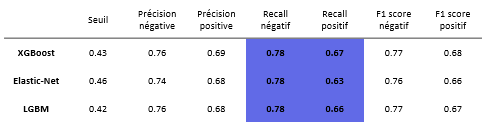 Seuil Précision négative Précision positive Recall négatif Recall positif F1 score négatif F1 score positif
XGBoost 0.43 0.76 0.69 0.78 0.67 0.77 0.68
Elastic-Net 0.46 0.74 0.68 0.78 0.63 0.76 0.66
LGBM 0.42 0.76 0.68 0.78 0.66 0.77 0.67